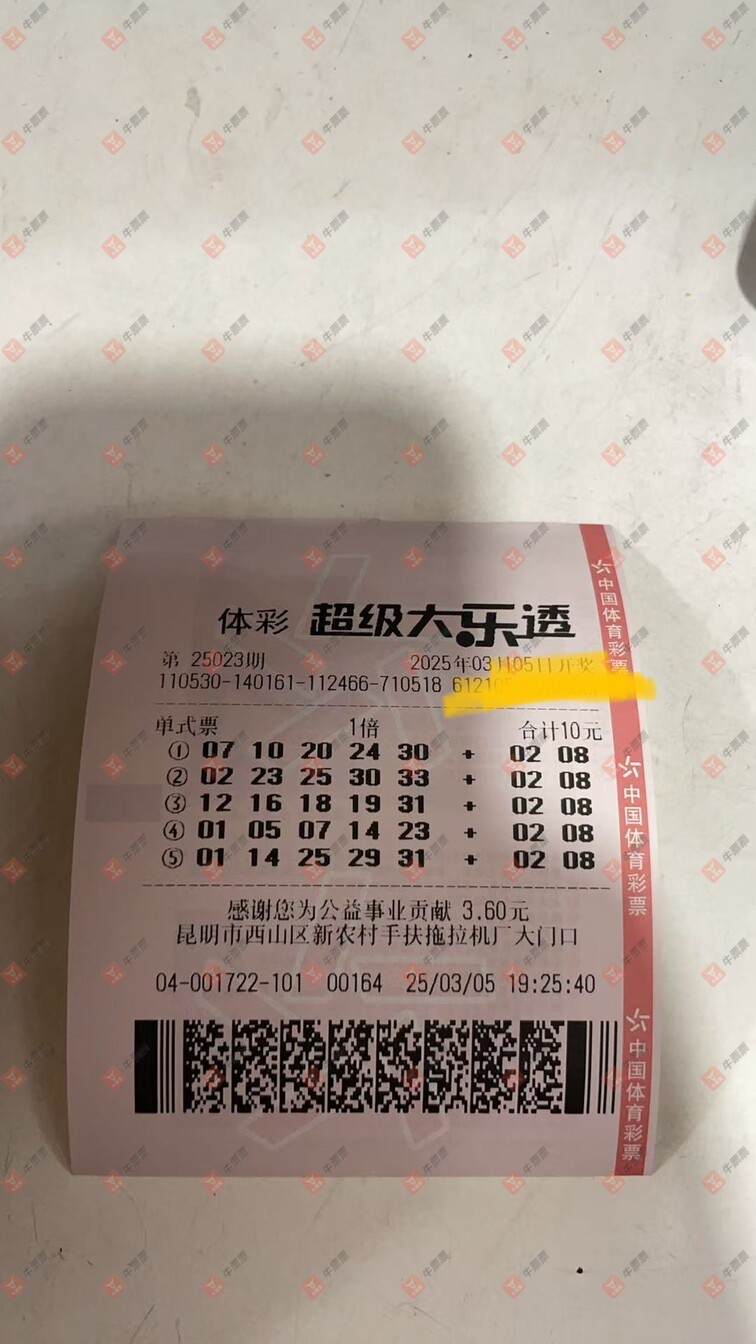 体彩 超级大乐透
第 25023期 2025年03月05日开奖
110530-140161-112466-710518 61210
单式票 1倍 合计10元
① 07 10 20 24 30 + 02 08
② 02 23 25 30 33 + 02 08
③ 12 16 18 19 31 + 02 08
④ 01 05 07 14 23 + 02 08
⑤ 01 14 25 29 31 + 02 08
感谢您为公益事业贡献 3.60元
昆明市西山区新农村手扶拖拉机厂大门口
04-001722-101 00164 25/03/05 19:25:40
中国体育彩票
中国体育彩票
中国体育彩票
牛票票